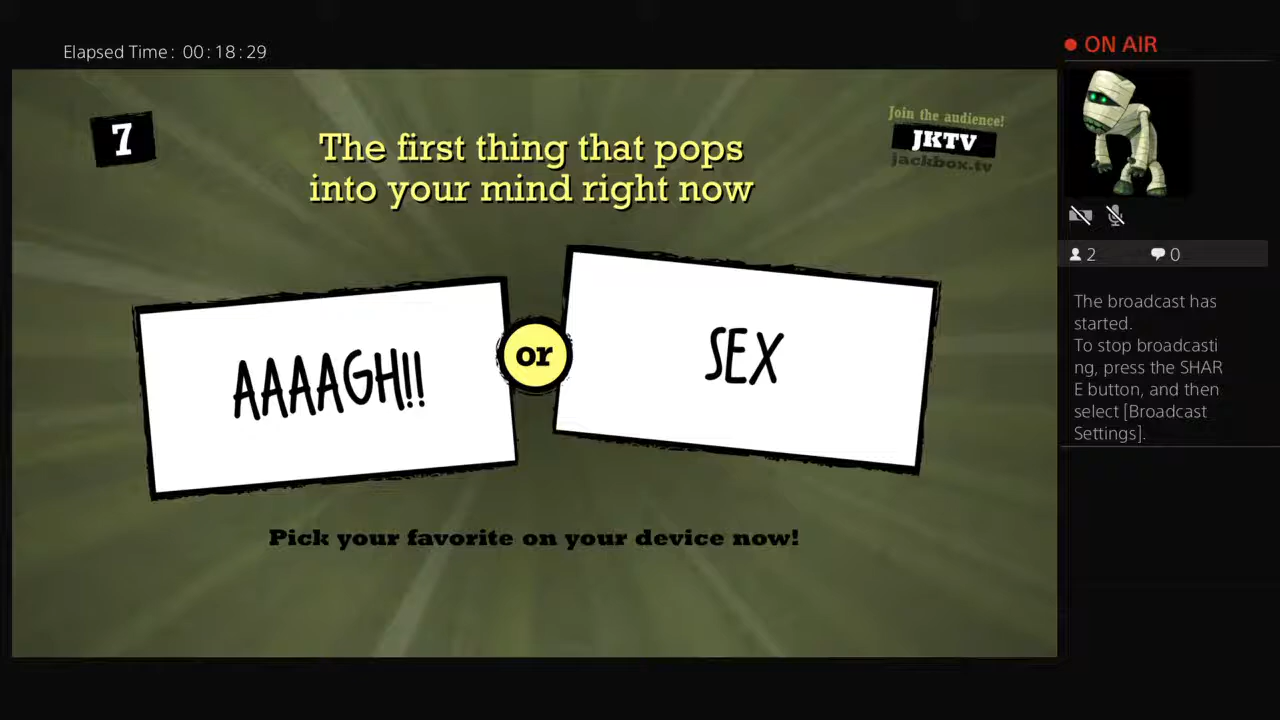 Elapsed Time: 00:18:29
ON AIR
7
The first thing that pops
into your mind right now
Join the audience!
JKTV
jackbox.tv
AAAAGH!!
or
SEX
Pick your favorite on your device now!
2
0
The broadcast has
started.
To stop broadcasti
ng, press the SHAR
E button, and then
select [Broadcast
Settings].